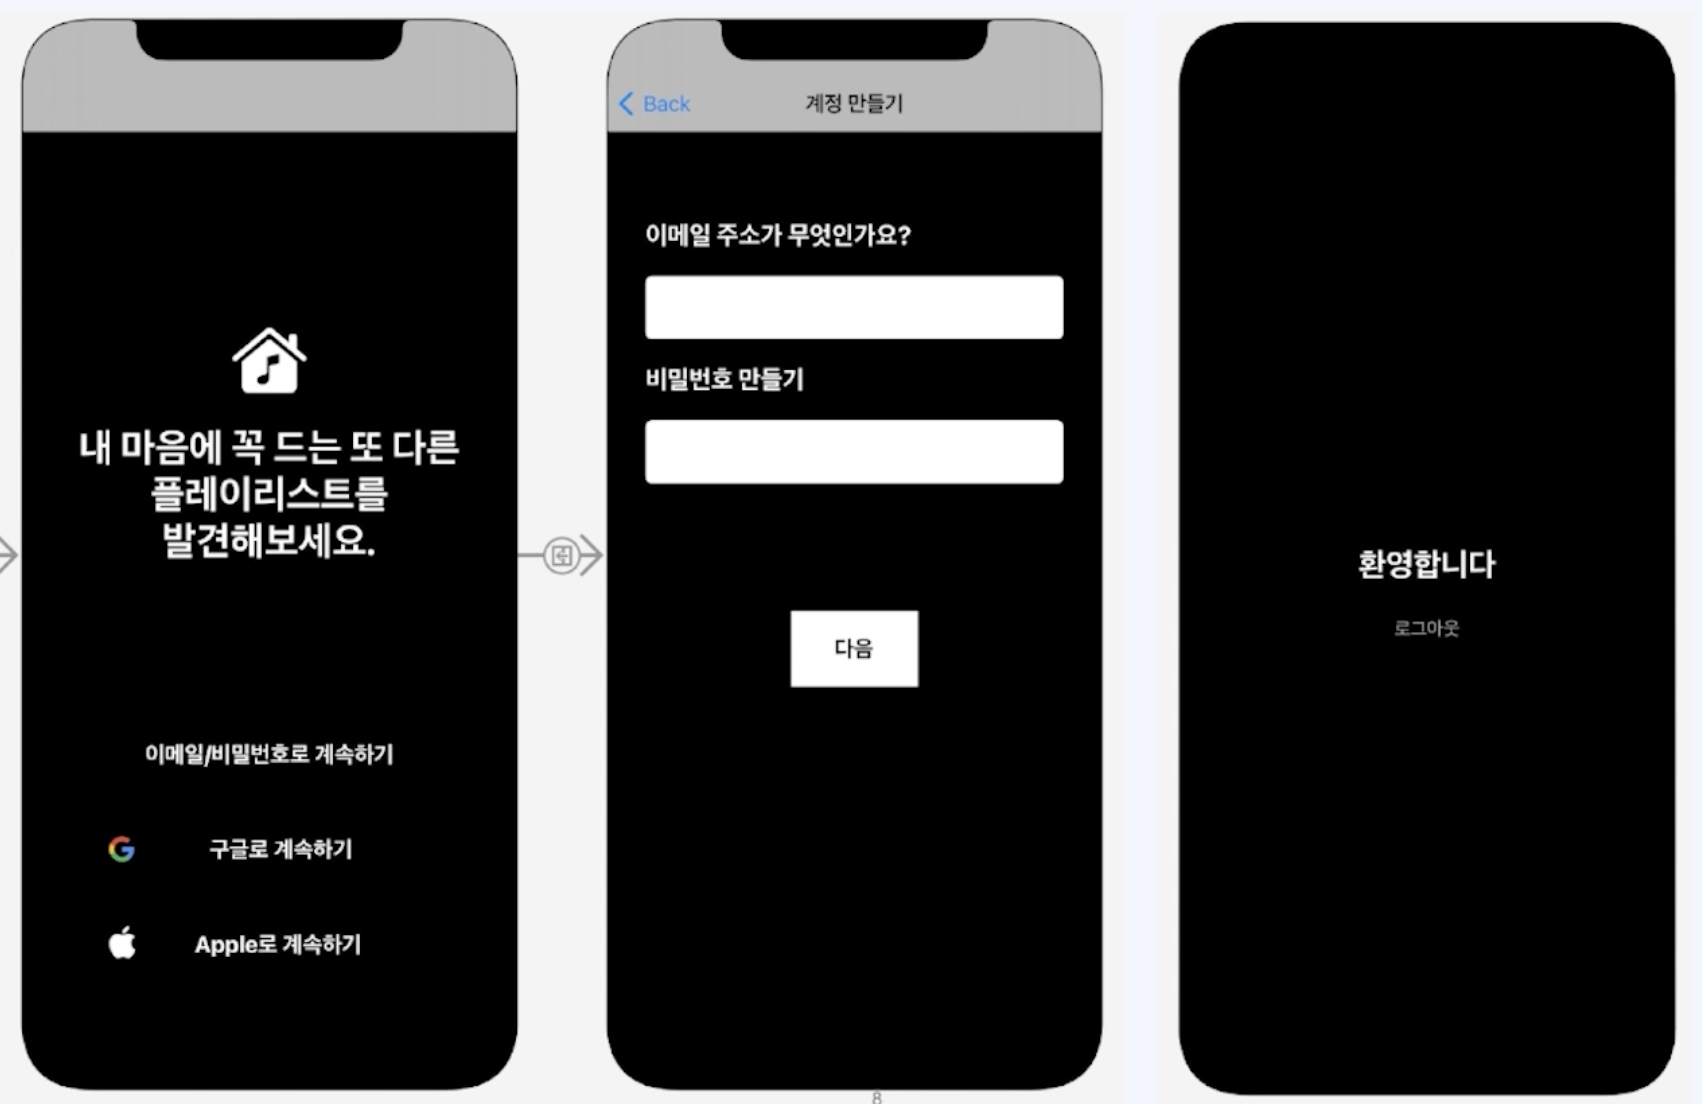 내 마음에 꼭 드는 또 다른
플레이리스트를
발견해보세요.
이메일/비밀번호로 계속하기
구글로 계속하기
Apple로 계속하기
Back
계정 만들기
이메일 주소가 무엇인가요?
비밀번호 만들기
다음
8
환영합니다
로그아웃